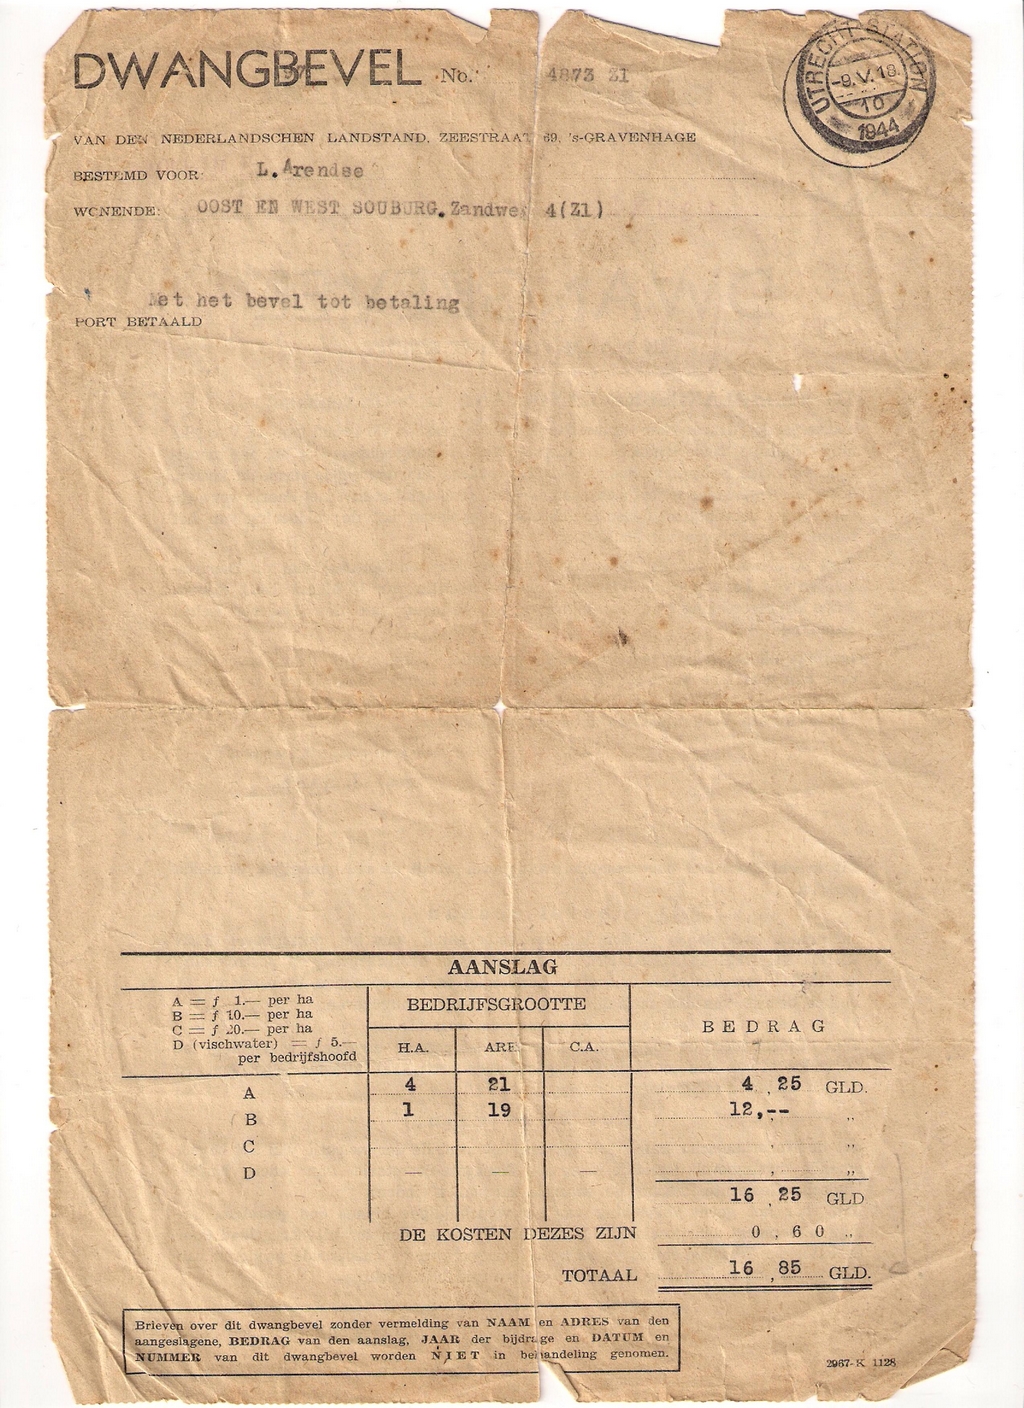 DWANGBEVEL No. 4873 Z1
UTRECHT STATION
-9.V.18.
10
1944
VAN DEN NEDERLANDSCHEN LANDSTAND, ZEESTRAAT 69, 's-GRAVENHAGE
BESTEMD VOOR: L. Arendse
WONENDE: OOST EN WEST SOUBURG. Zandweg 4(Z1)
Met het bevel tot betaling
PORT BETAALD
AANSLAG
A = ƒ 1.— per ha
B = ƒ 10.— per ha
C = ƒ 20.— per ha
D (vischwater) = ƒ 5.—
per bedrijfshoofd
BEDRIJFSGROOTTE
H.A. ARE. C.A.
BEDRAG
A 4 21 4,25 GLD.
B 1 19 12,-- ,,
C ,,
D — — — , ,,
16,25 GLD
DE KOSTEN DEZES ZIJN 0,60 ,,
TOTAAL 16,85 GLD.
Brieven over dit dwangbevel zonder vermelding van NAAM en ADRES van den
aangeslagene, BEDRAG van den aanslag, JAAR der bijdrage en DATUM en
NUMMER van dit dwangbevel worden NIET in behandeling genomen.
2967-K 1128